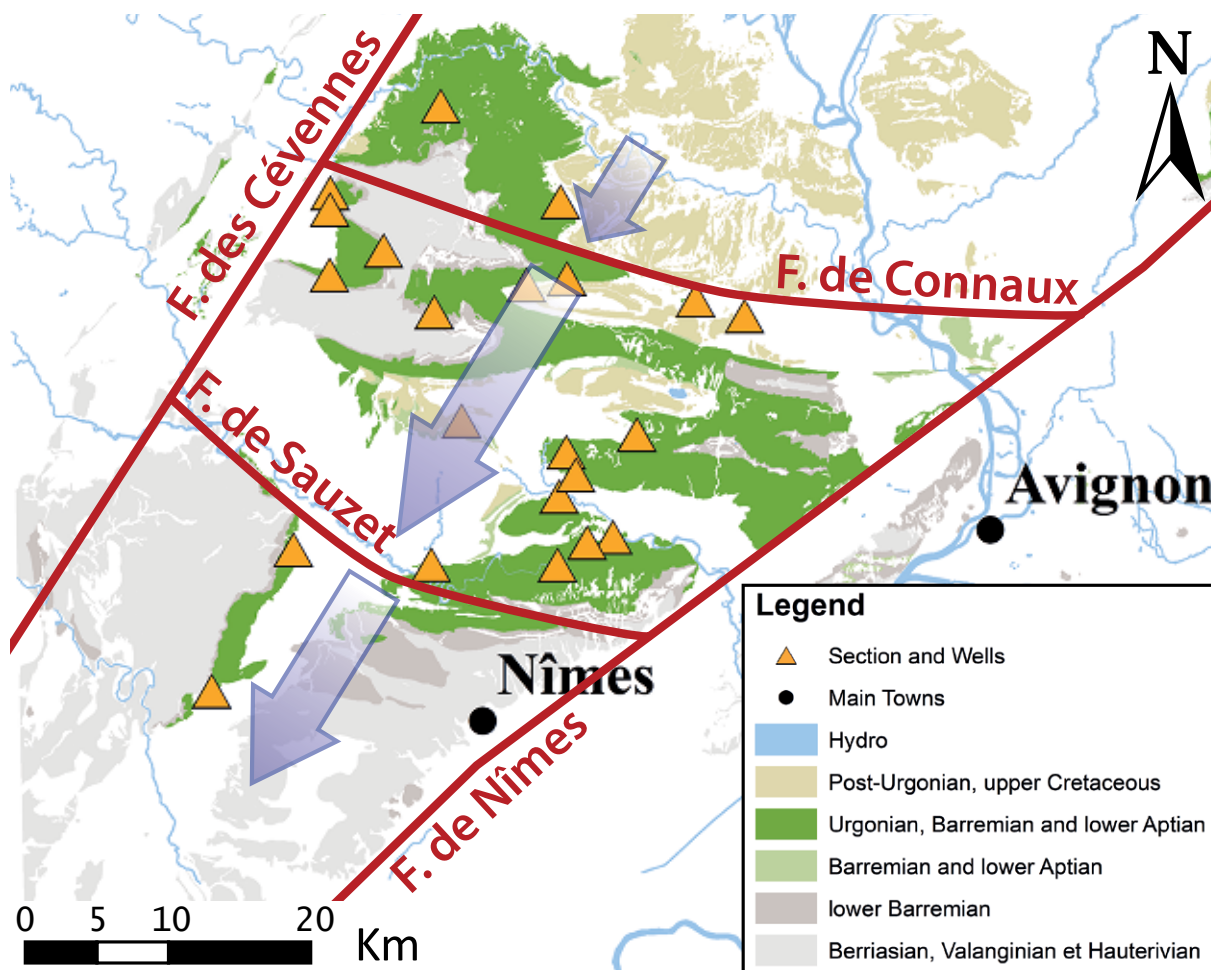 N
F. des Cévennes
F. de Connaux
F. de Sauzet
Avignon
Nîmes
F. de Nîmes
Legend
Section and Wells
Main Towns
Hydro
Post-Urgonian, upper Cretaceous
Urgonian, Barremian and lower Aptian
Barremian and lower Aptian
lower Barremian
Berriasian, Valanginian et Hauterivian
0 5 10 20
Km